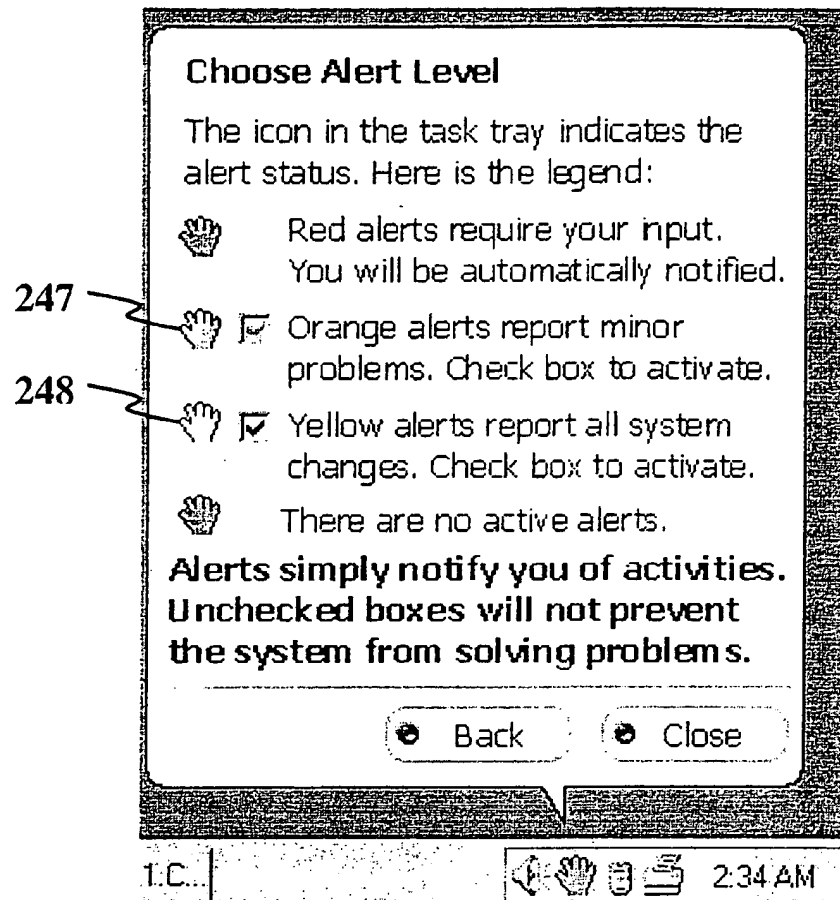 Choose Alert Level
The icon in the task tray indicates the
alert status. Here is the legend:
Red alerts require your input.
You will be automatically notified.
247
Orange alerts report minor
problems. Check box to activate.
248
Yellow alerts report all system
changes. Check box to activate.
There are no active alerts.
Alerts simply notify you of activities.
Unchecked boxes will not prevent
the system from solving problems.
Back Close
1.C... 2:34 AM